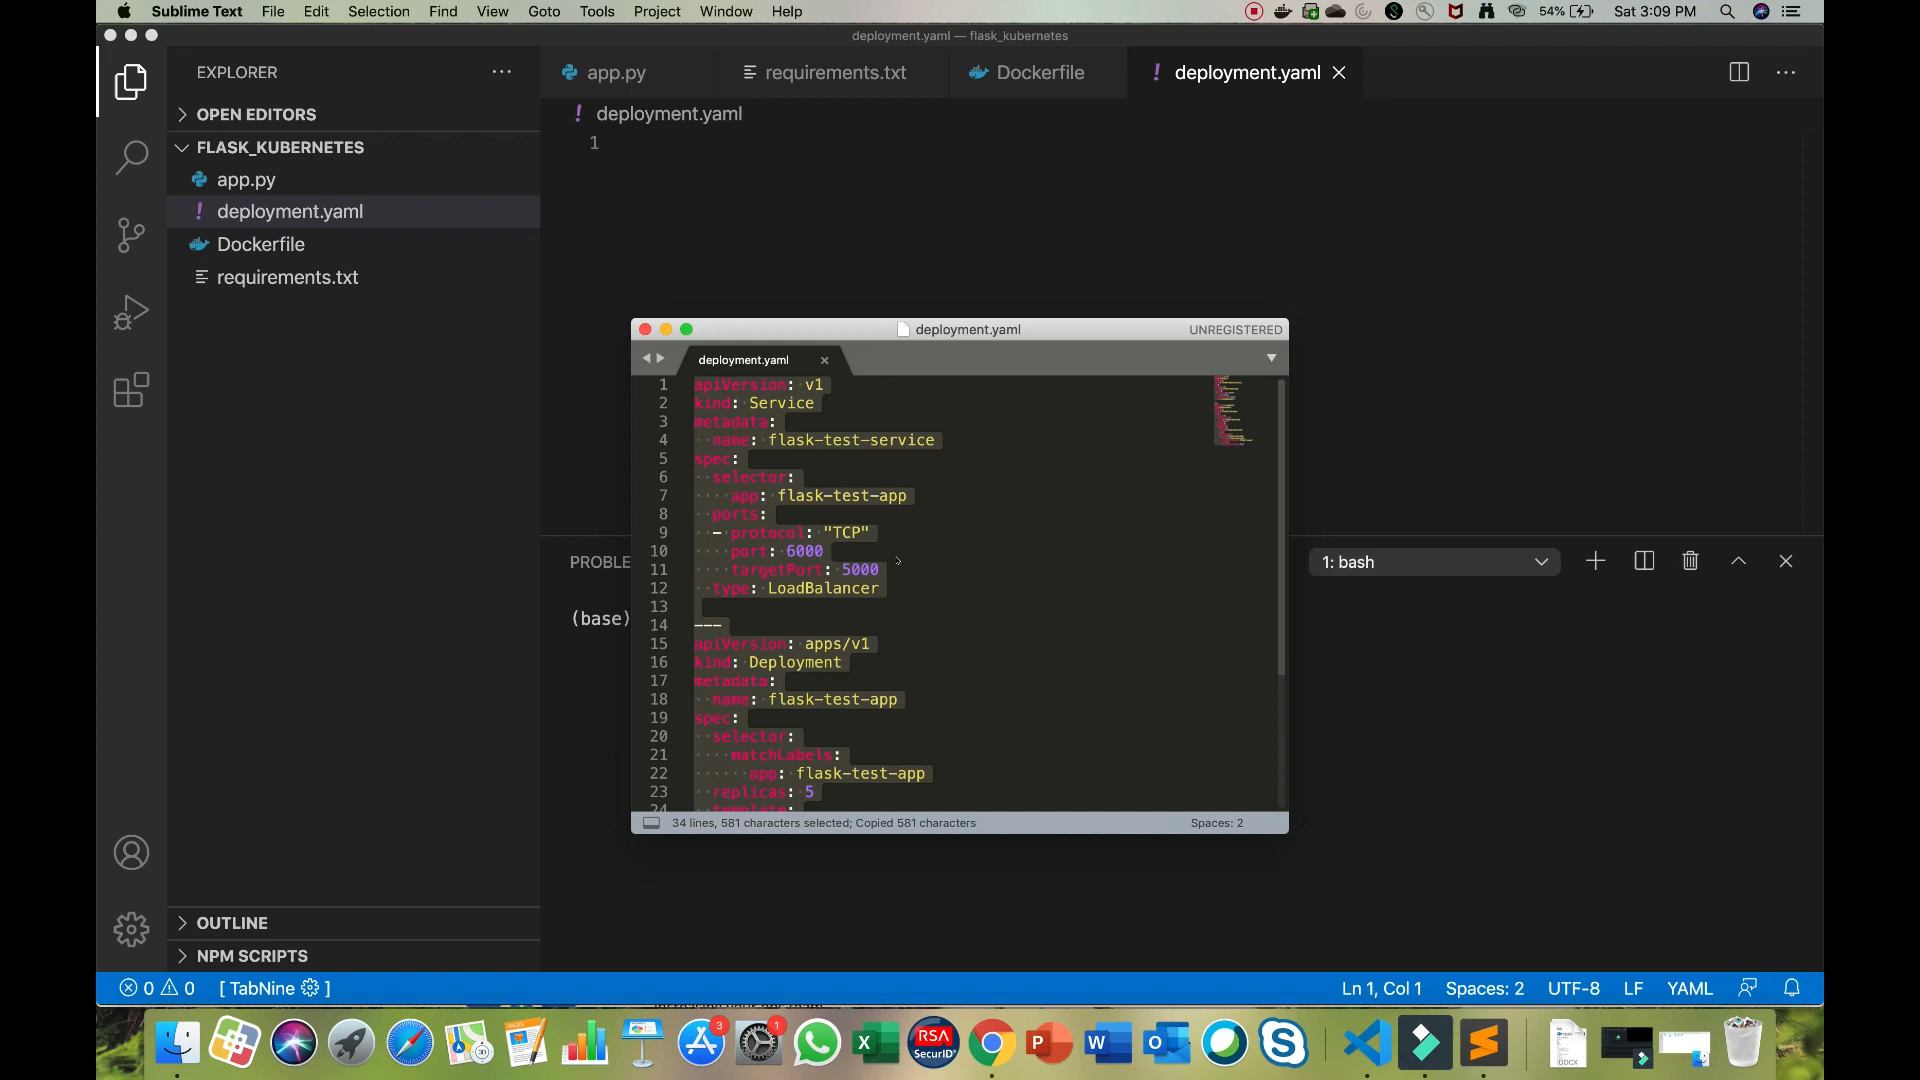 Sublime Text File Edit Selection Find View Goto Tools Project Window Help 54% Sat 3:09 PM
deployment.yaml — flask_kubernetes
EXPLORER
OPEN EDITORS
FLASK_KUBERNETES
app.py
deployment.yaml
Dockerfile
requirements.txt
OUTLINE
NPM SCRIPTS
app.py requirements.txt Dockerfile ! deployment.yaml
! deployment.yaml
1
PROBLE
1: bash
(base)
deployment.yaml UNREGISTERED
deployment.yaml
1 apiVersion: v1
2 kind: Service
3 metadata:
4 name: flask-test-service
5 spec:
6 selector:
7 app: flask-test-app
8 ports:
9 - protocol: "TCP"
10 port: 6000
11 targetPort: 5000
12 type: LoadBalancer
13
14 ---
15 apiVersion: apps/v1
16 kind: Deployment
17 metadata:
18 name: flask-test-app
19 spec:
20 selector:
21 matchLabels:
22 app: flask-test-app
23 replicas: 5
24 template:
34 lines, 581 characters selected; Copied 581 characters Spaces: 2
0 0 [ TabNine ] Ln 1, Col 1 Spaces: 2 UTF-8 LF YAML
3 1 RSA SecurID DOCX